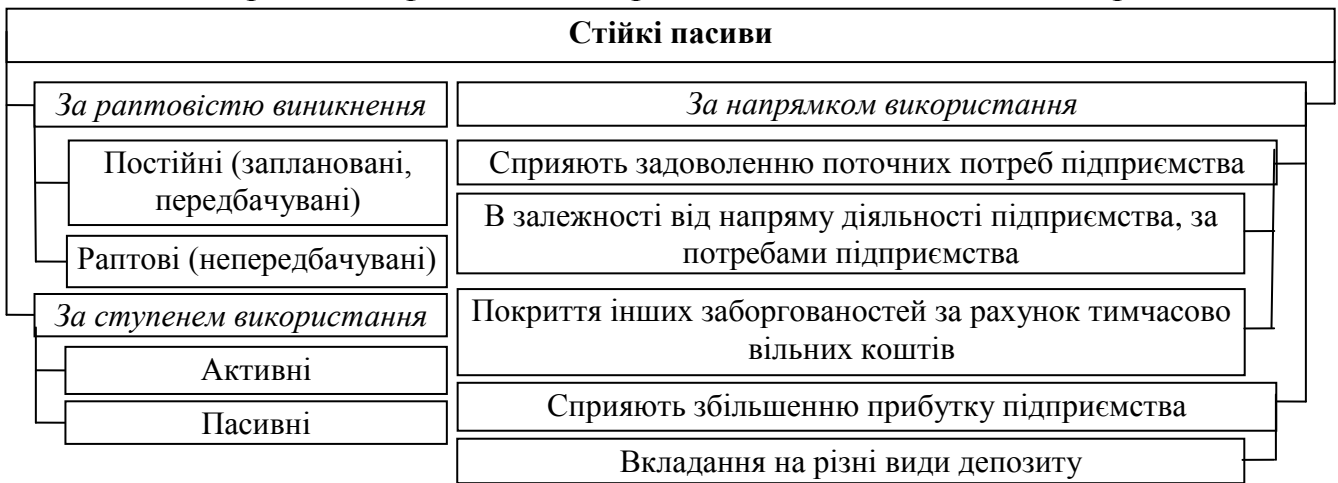 Стійкі пасиви
За раптовістю виникнення
Постійні (заплановані,
передбачувані)
Раптові (непередбачувані)
За ступенем використання
Активні
Пасивні
За напрямком використання
Сприяють задоволенню поточних потреб підприємства
В залежності від напряму діяльності підприємства, за
потребами підприємства
Покриття інших заборгованостей за рахунок тимчасово
вільних коштів
Сприяють збільшенню прибутку підприємства
Вкладання на різні види депозиту